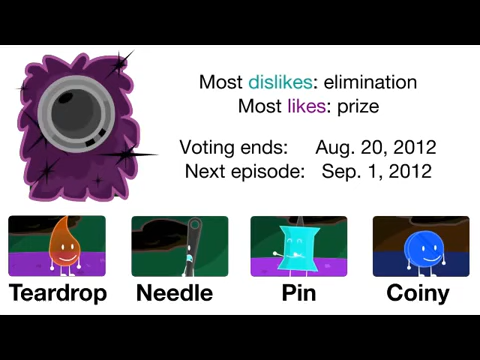 Most dislikes: elimination
Most likes: prize
Voting ends: Aug. 20, 2012
Next episode: Sep. 1, 2012
Teardrop Needle Pin Coiny